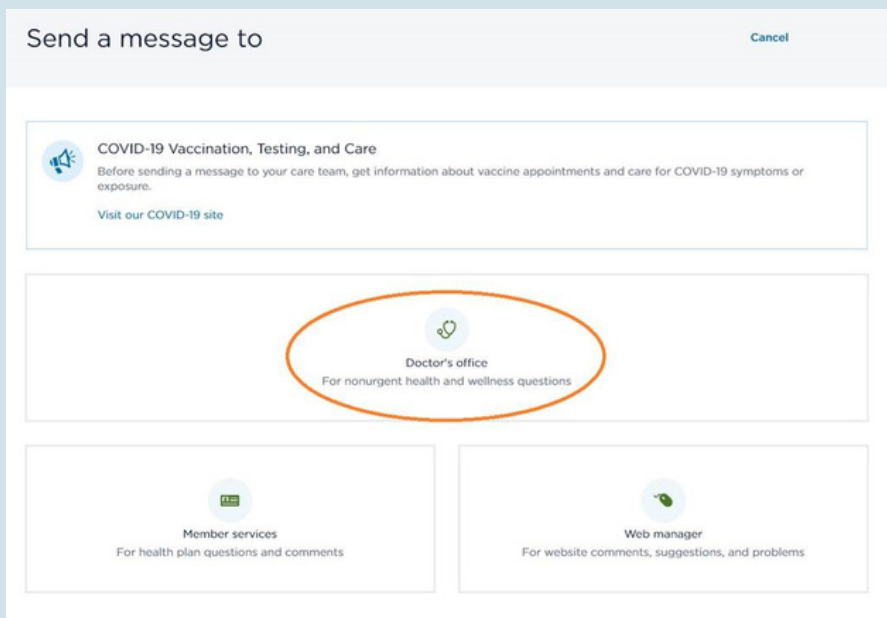 Send a message to
Cancel
COVID-19 Vaccination, Testing, and Care
Before sending a message to your care team, get information about vaccine appointments and care for COVID-19 symptoms or
exposure.
Visit our COVID-19 site
Doctor's office
For nonurgent health and wellness questions
Member services
For health plan questions and comments
Web manager
For website comments, suggestions, and problems